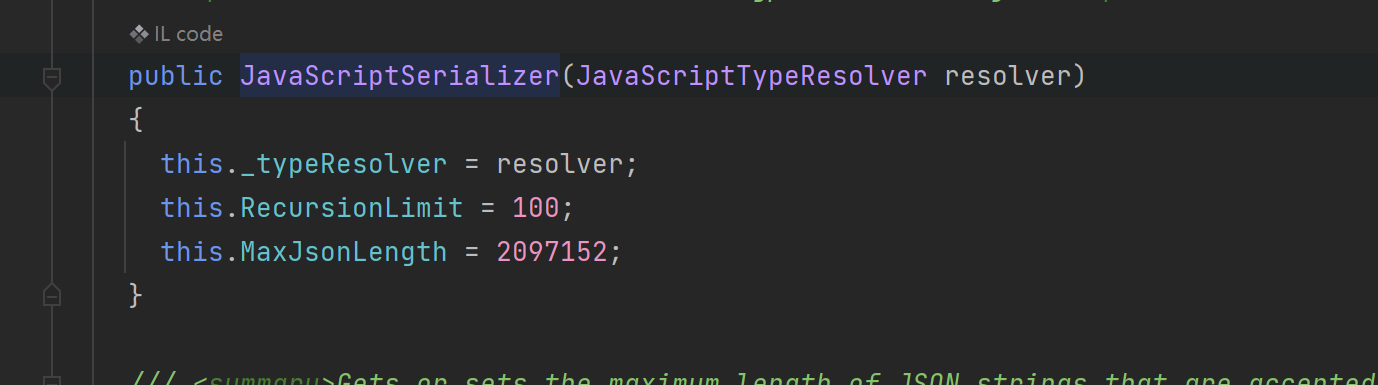 IL code
public JavaScriptSerializer(JavaScriptTypeResolver resolver)
{
this._typeResolver = resolver;
this.RecursionLimit = 100;
this.MaxJsonLength = 2097152;
}
/// <summary>Gets or sets the maximum length of JSON strings that are accepted